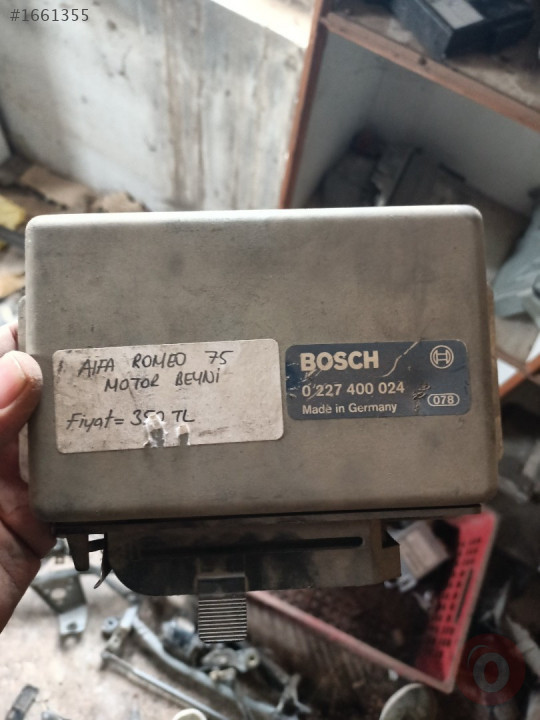 #1661355
AlFA ROMEO 75
MOTOR BEYNİ
Fiyat = 350 TL
BOSCH
0 227 400 024
Made in Germany
078